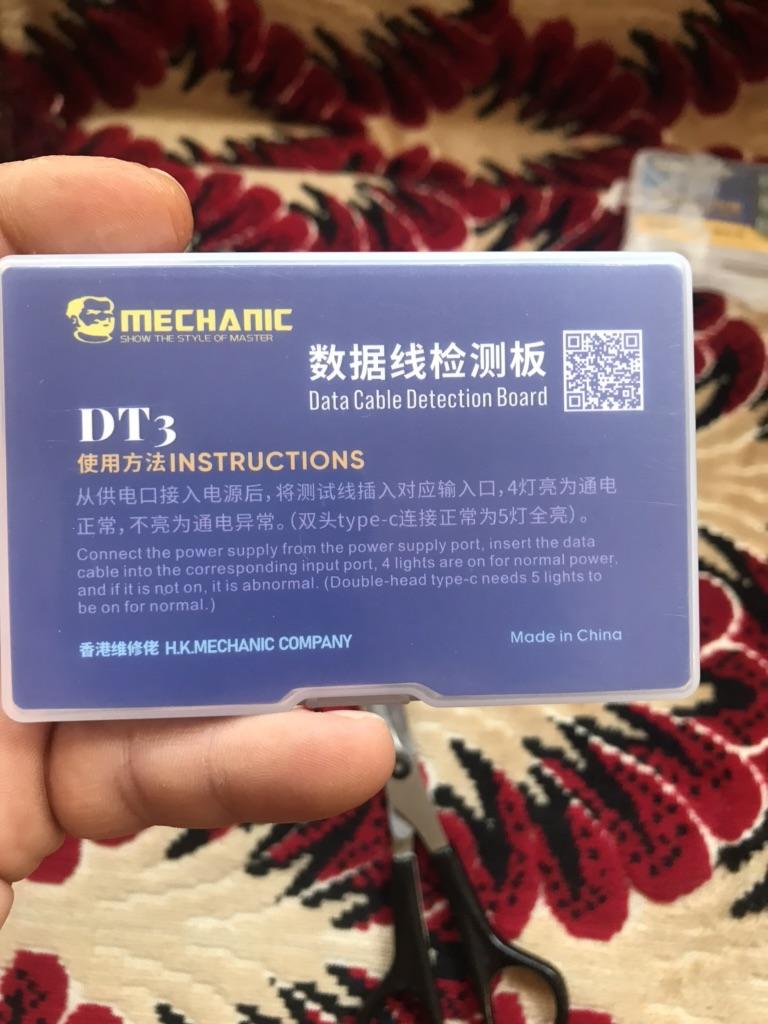 MECHANIC
SHOW THE STYLE OF MASTER
数据线检测板
Data Cable Detection Board
DT3
使用方法INSTRUCTIONS
从供电口接入电源后，将测试线插入对应输入口，4灯亮为通电
正常，不亮为通电异常。（双头type-c连接正常为5灯全亮）。
Connect the power supply from the power supply port, insert the data
cable into the corresponding input port, 4 lights are on for normal power,
and if it is not on, it is abnormal. (Double-head type-c needs 5 lights to
be on for normal.)
香港维修佬 H.K.MECHANIC COMPANY
Made in China